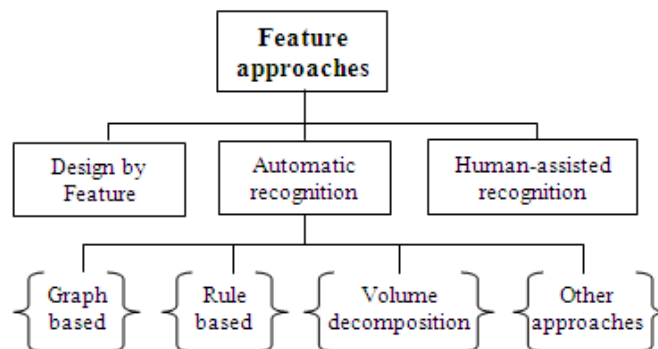 Feature
approaches
Design by
Feature
Automatic
recognition
Human-assisted
recognition
Graph
based
Rule
based
Volume
decomposition
Other
approaches